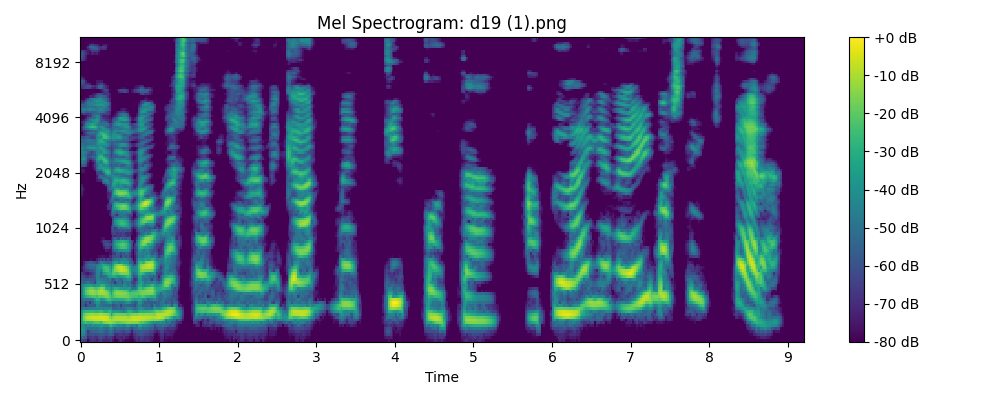 Mel Spectrogram: d19 (1).png
8192
4096
2048
1024
512
0
Hz
0 1 2 3 4 5 6 7 8 9
Time
+0 dB
-10 dB
-20 dB
-30 dB
-40 dB
-50 dB
-60 dB
-70 dB
-80 dB